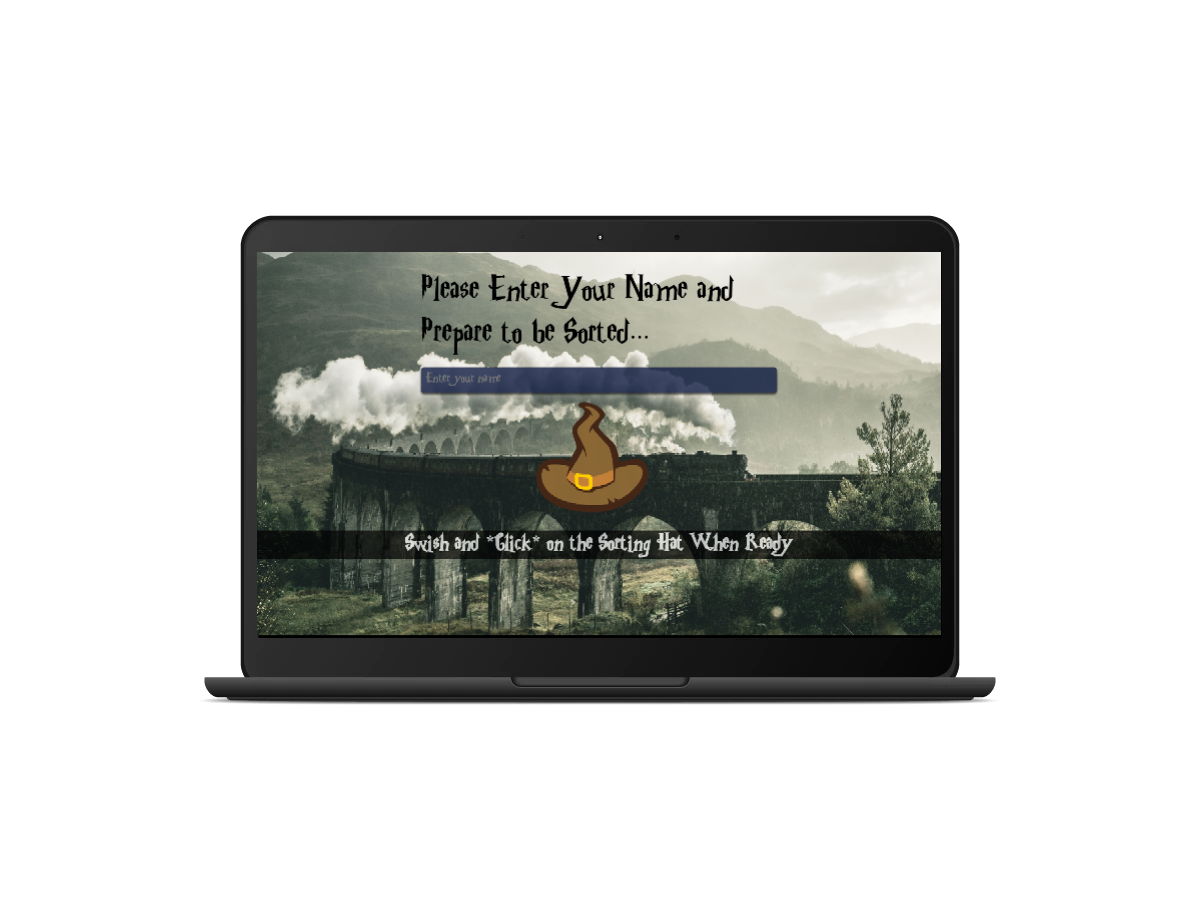 Please Enter Your Name and
Prepare to be Sorted...
Enter your name
Swish and *Click* on the Sorting Hat When Ready